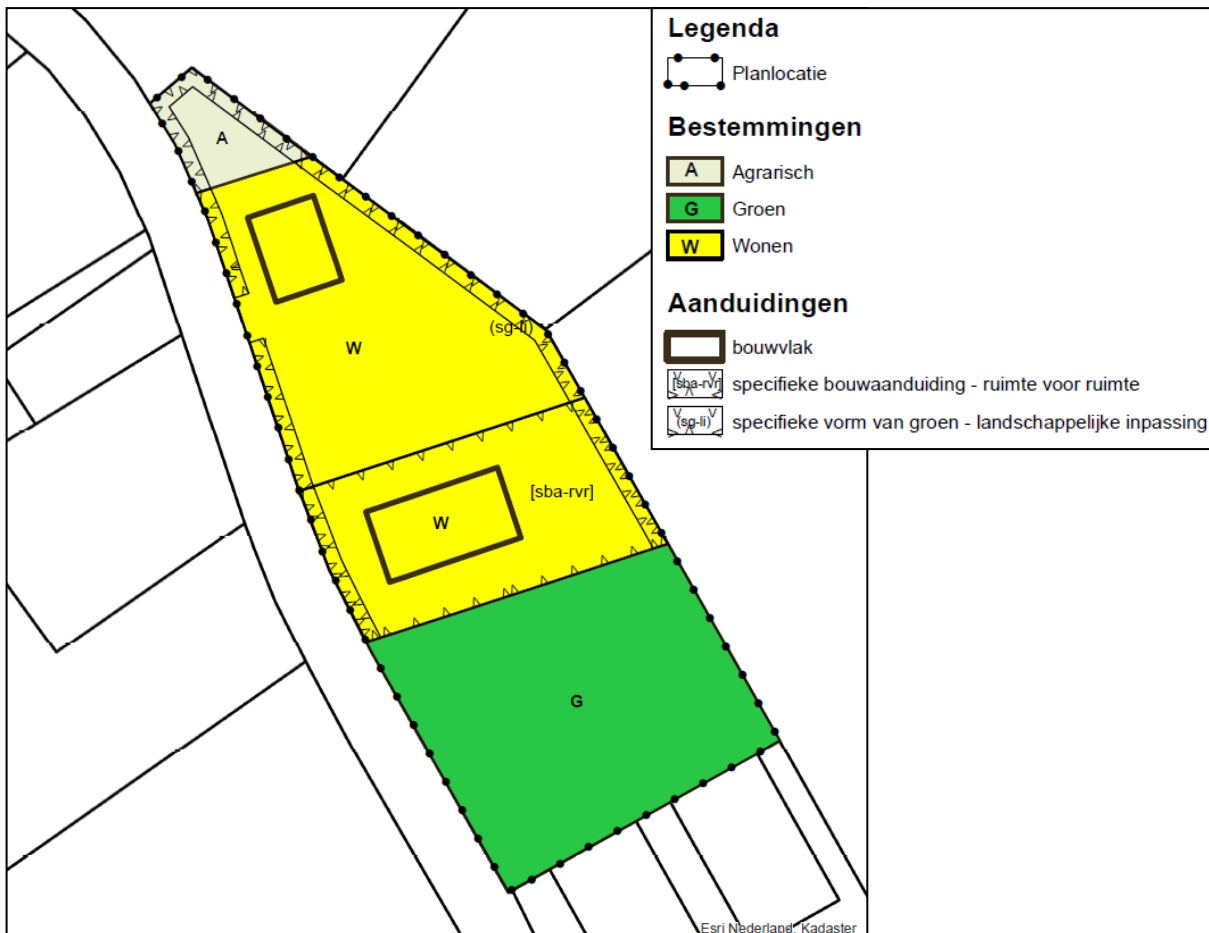 Legenda
Planlocatie
Bestemmingen
A Agrarisch
G Groen
W Wonen
Aanduidingen
bouwvlak
[sba-rvr] specifieke bouwaanduiding - ruimte voor ruimte
(sg-li) specifieke vorm van groen - landschappelijke inpassing
A
(sg-li)
W
[sba-rvr]
W
G
Esri Nederland, Kadaster